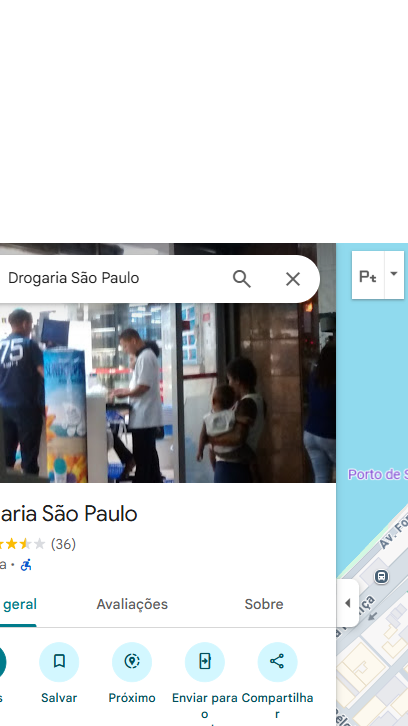 Drogaria São Paulo
75
aria São Paulo
(36)
a
geral
Avaliações
Sobre
s
Salvar
Próximo
Enviar para o
Compartilhar
Porto de S
Av. Fo
nça